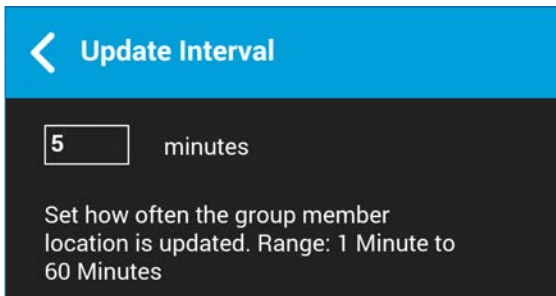 Update Interval
5 minutes
Set how often the group member
location is updated. Range: 1 Minute to
60 Minutes